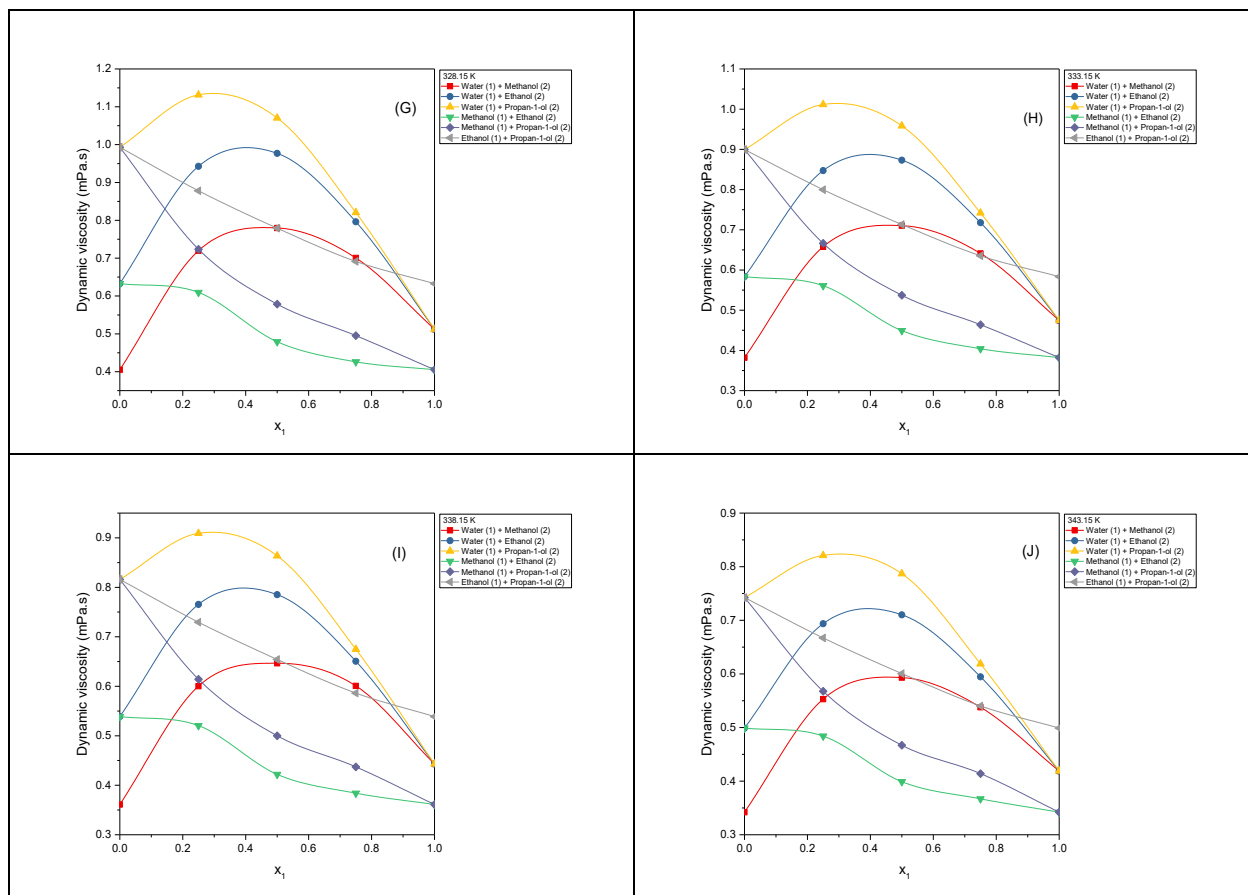 328.15 K
Water (1) + Methanol (2)
Water (1) + Ethanol (2)
Water (1) + Propan-1-ol (2)
Methanol (1) + Ethanol (2)
Methanol (1) + Propan-1-ol (2)
Ethanol (1) + Propan-1-ol (2)
(G)
Dynamic viscosity (mPa.s)
1.2
1.1
1.0
0.9
0.8
0.7
0.6
0.5
0.4
0.0 0.2 0.4 0.6 0.8 1.0
x1
333.15 K
Water (1) + Methanol (2)
Water (1) + Ethanol (2)
Water (1) + Propan-1-ol (2)
Methanol (1) + Ethanol (2)
Methanol (1) + Propan-1-ol (2)
Ethanol (1) + Propan-1-ol (2)
(H)
Dynamic viscosity (mPa.s)
1.1
1.0
0.9
0.8
0.7
0.6
0.5
0.4
0.3
0.0 0.2 0.4 0.6 0.8 1.0
x1
338.15 K
Water (1) + Methanol (2)
Water (1) + Ethanol (2)
Water (1) + Propan-1-ol (2)
Methanol (1) + Ethanol (2)
Methanol (1) + Propan-1-ol (2)
Ethanol (1) + Propan-1-ol (2)
(I)
Dynamic viscosity (mPa.s)
0.9
0.8
0.7
0.6
0.5
0.4
0.3
0.0 0.2 0.4 0.6 0.8 1.0
x1
343.15 K
Water (1) + Methanol (2)
Water (1) + Ethanol (2)
Water (1) + Propan-1-ol (2)
Methanol (1) + Ethanol (2)
Methanol (1) + Propan-1-ol (2)
Ethanol (1) + Propan-1-ol (2)
(J)
Dynamic viscosity (mPa.s)
0.9
0.8
0.7
0.6
0.5
0.4
0.3
0.0 0.2 0.4 0.6 0.8 1.0
x1